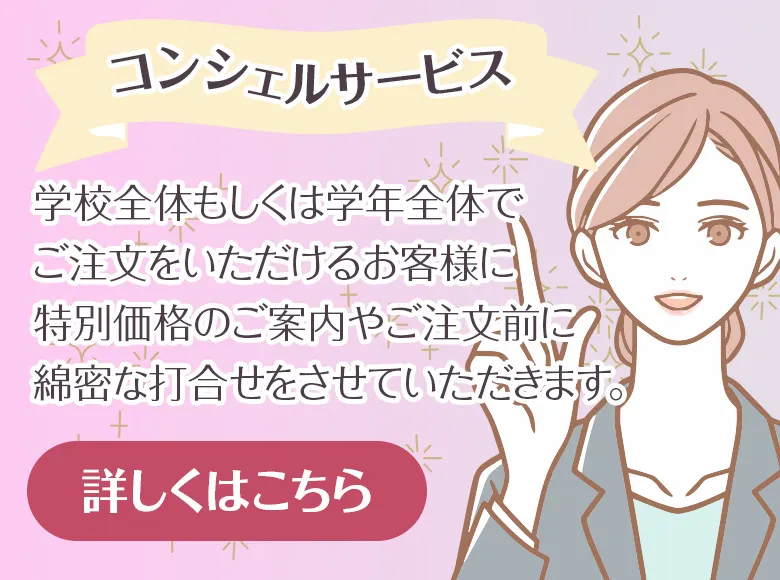 コンシェルサービス
学校全体もしくは学年全体で
ご注文をいただけるお客様に
特別価格のご案内やご注文前に
綿密な打合せをさせていただきます。
詳しくはこちら